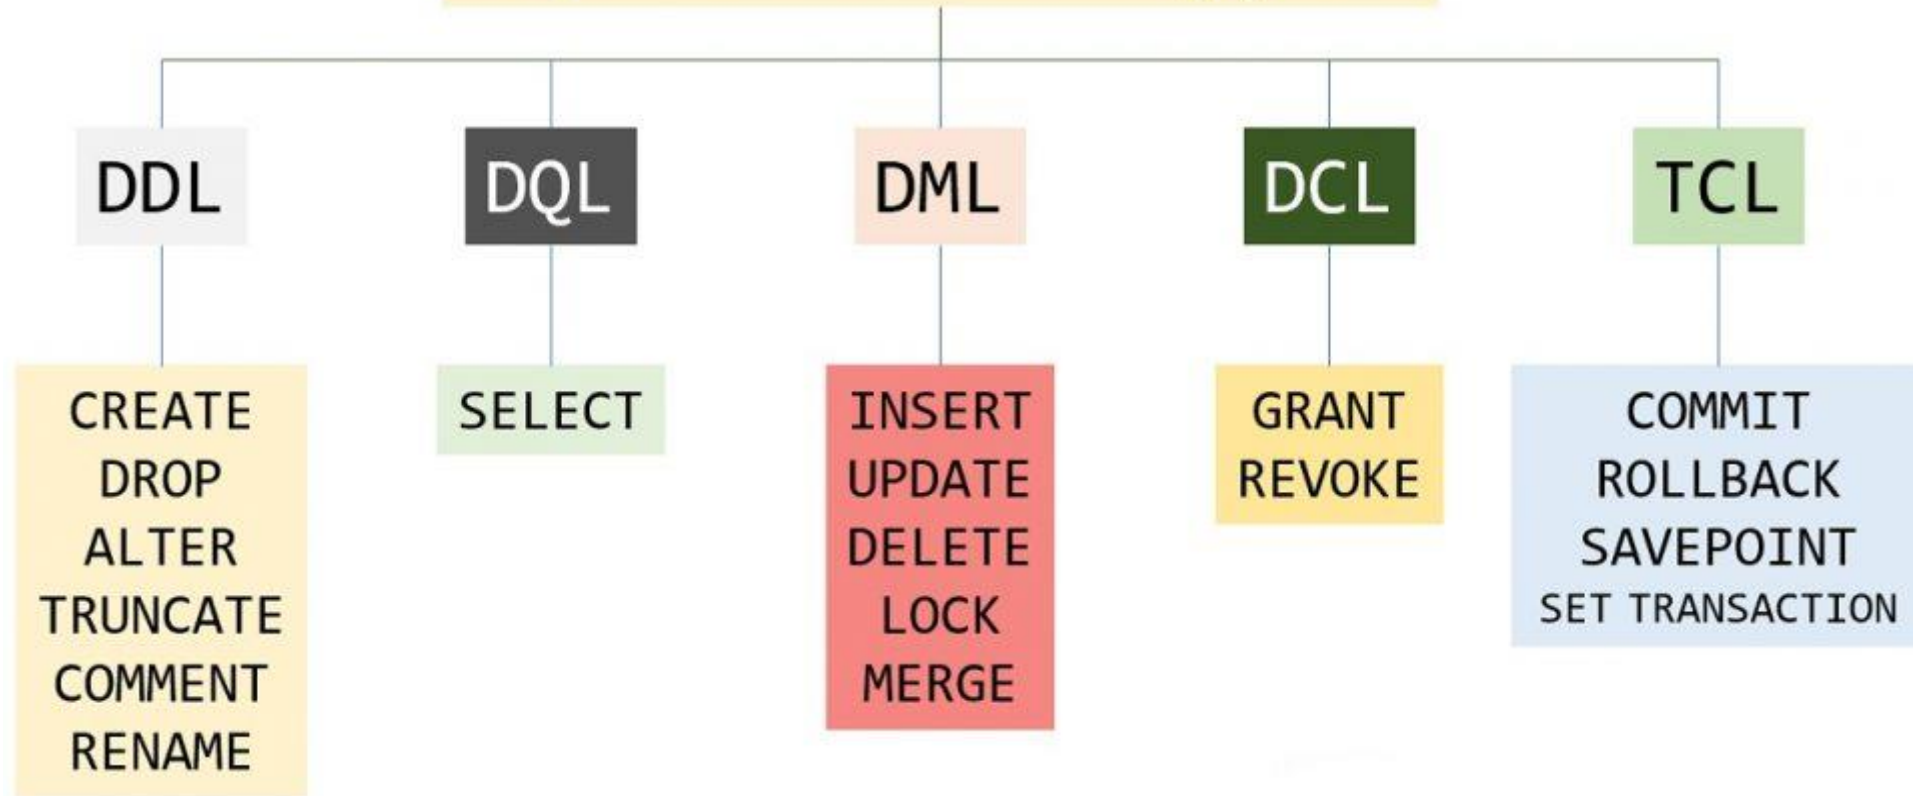 DDL
DQL
DML
DCL
TCL
CREATE
DROP
ALTER
TRUNCATE
COMMENT
RENAME
SELECT
INSERT
UPDATE
DELETE
LOCK
MERGE
GRANT
REVOKE
COMMIT
ROLLBACK
SAVEPOINT
SET TRANSACTION